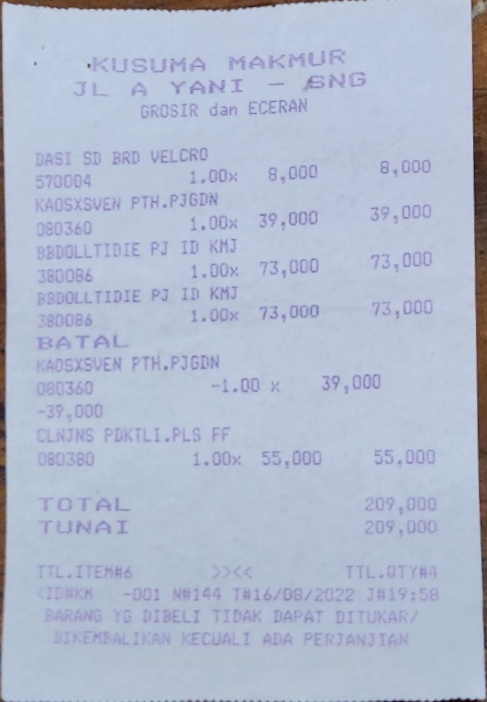 KUSUMA MAKMUR
JL A YANI - SNG
GROSIR dan ECERAN
DASI SD BRD VELCRO
570004 1.00x 8,000 8,000
KAOSXSVEN PTH.PJGDN
080360 1.00x 39,000 39,000
BBDOLLTIDIE PJ ID KMJ
380086 1.00x 73,000 73,000
BBDOLLTIDIE PJ ID KMJ
380086 1.00x 73,000 73,000
BATAL
KAOSXSVEN PTH.PJGDN
080360 -1.00 x 39,000
-39,000
CLNJNS PDKTLI.PLS FF
080380 1.00x 55,000 55,000
TOTAL 209,000
TUNAI 209,000
TTL.ITEM#6 >><< TTL.QTY#4
<ID#KM -001 N#144 T#16/08/2022 J#19:58
BARANG YG DIBELI TIDAK DAPAT DITUKAR/
DIKEMBALIKAN KECUALI ADA PERJANJIAN